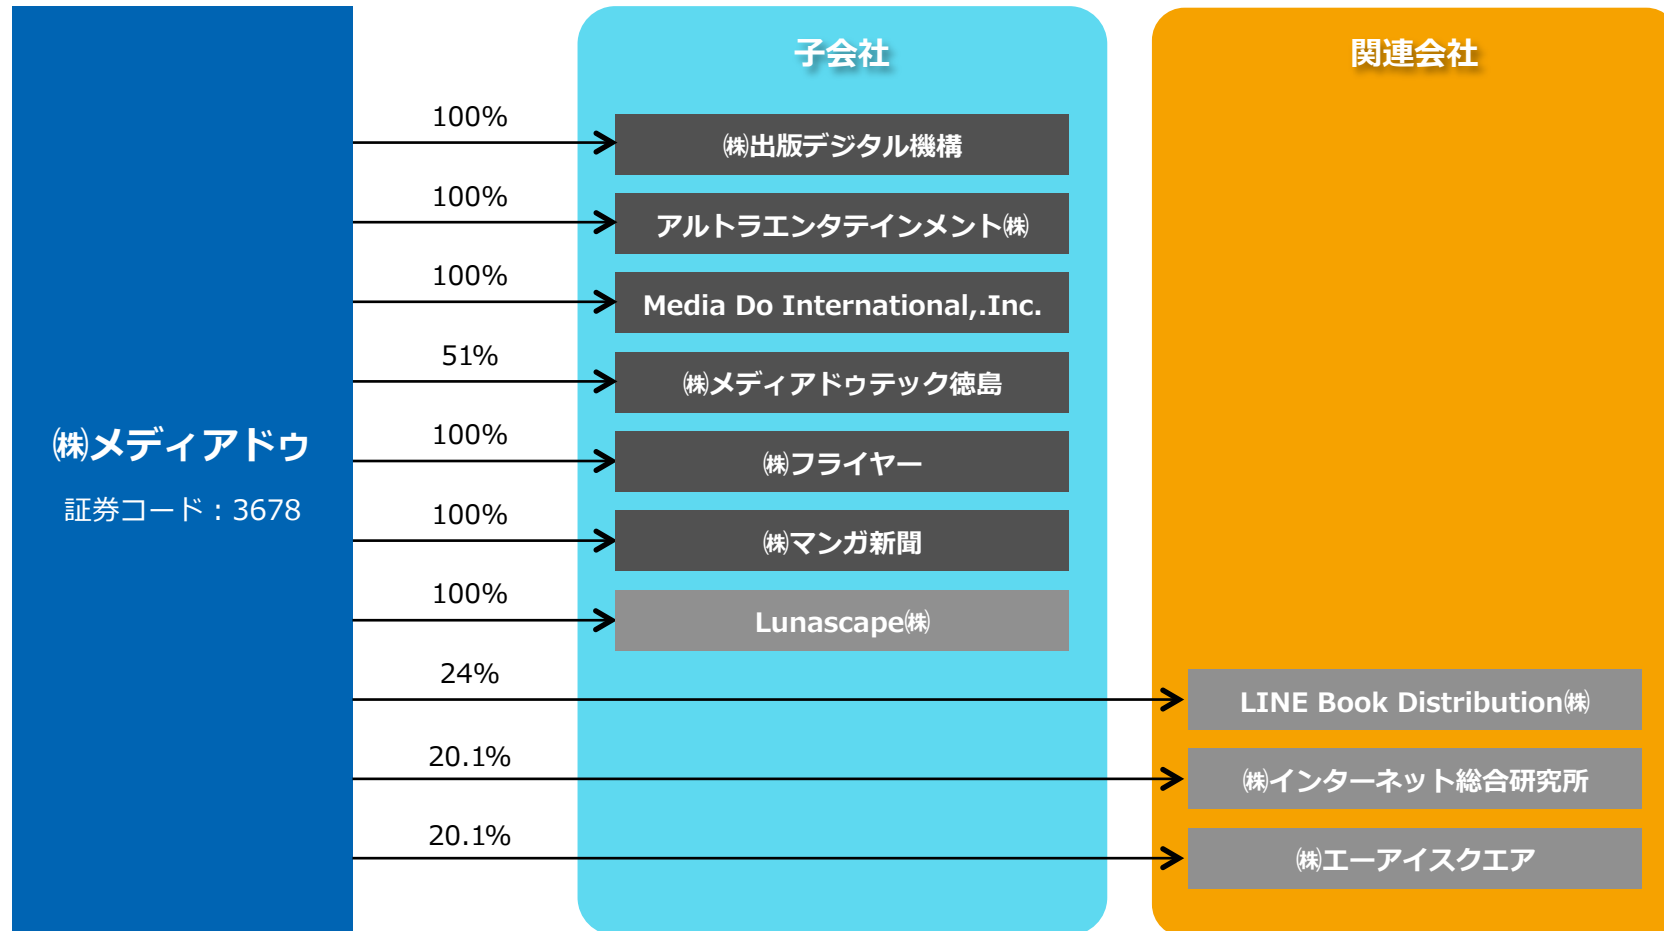 子会社
関連会社
100%
㈱出版デジタル機構
100%
アルトラエンタテインメント㈱
100%
Media Do International,.Inc.
51%
㈱メディアドゥテック徳島
㈱メディアドゥ
証券コード：3678
100%
㈱フライヤー
100%
㈱マンガ新聞
100%
Lunascape㈱
24%
LINE Book Distribution㈱
20.1%
㈱インターネット総合研究所
20.1%
㈱エーアイスクエア